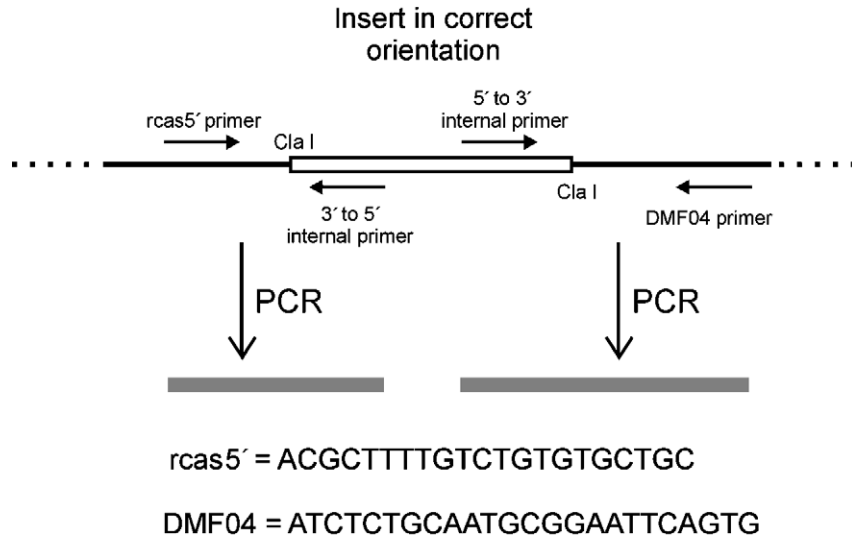 Insert in correct
orientation
5´ to 3´
internal primer
rcas5´ primer
Cla I
Cla I
3´ to 5´
internal primer
DMF04 primer
PCR
PCR
rcas5´ = ACGCTTTTGTCTGTGTGCTGC
DMF04 = ATCTCTGCAATGCGGAATTCAGTG